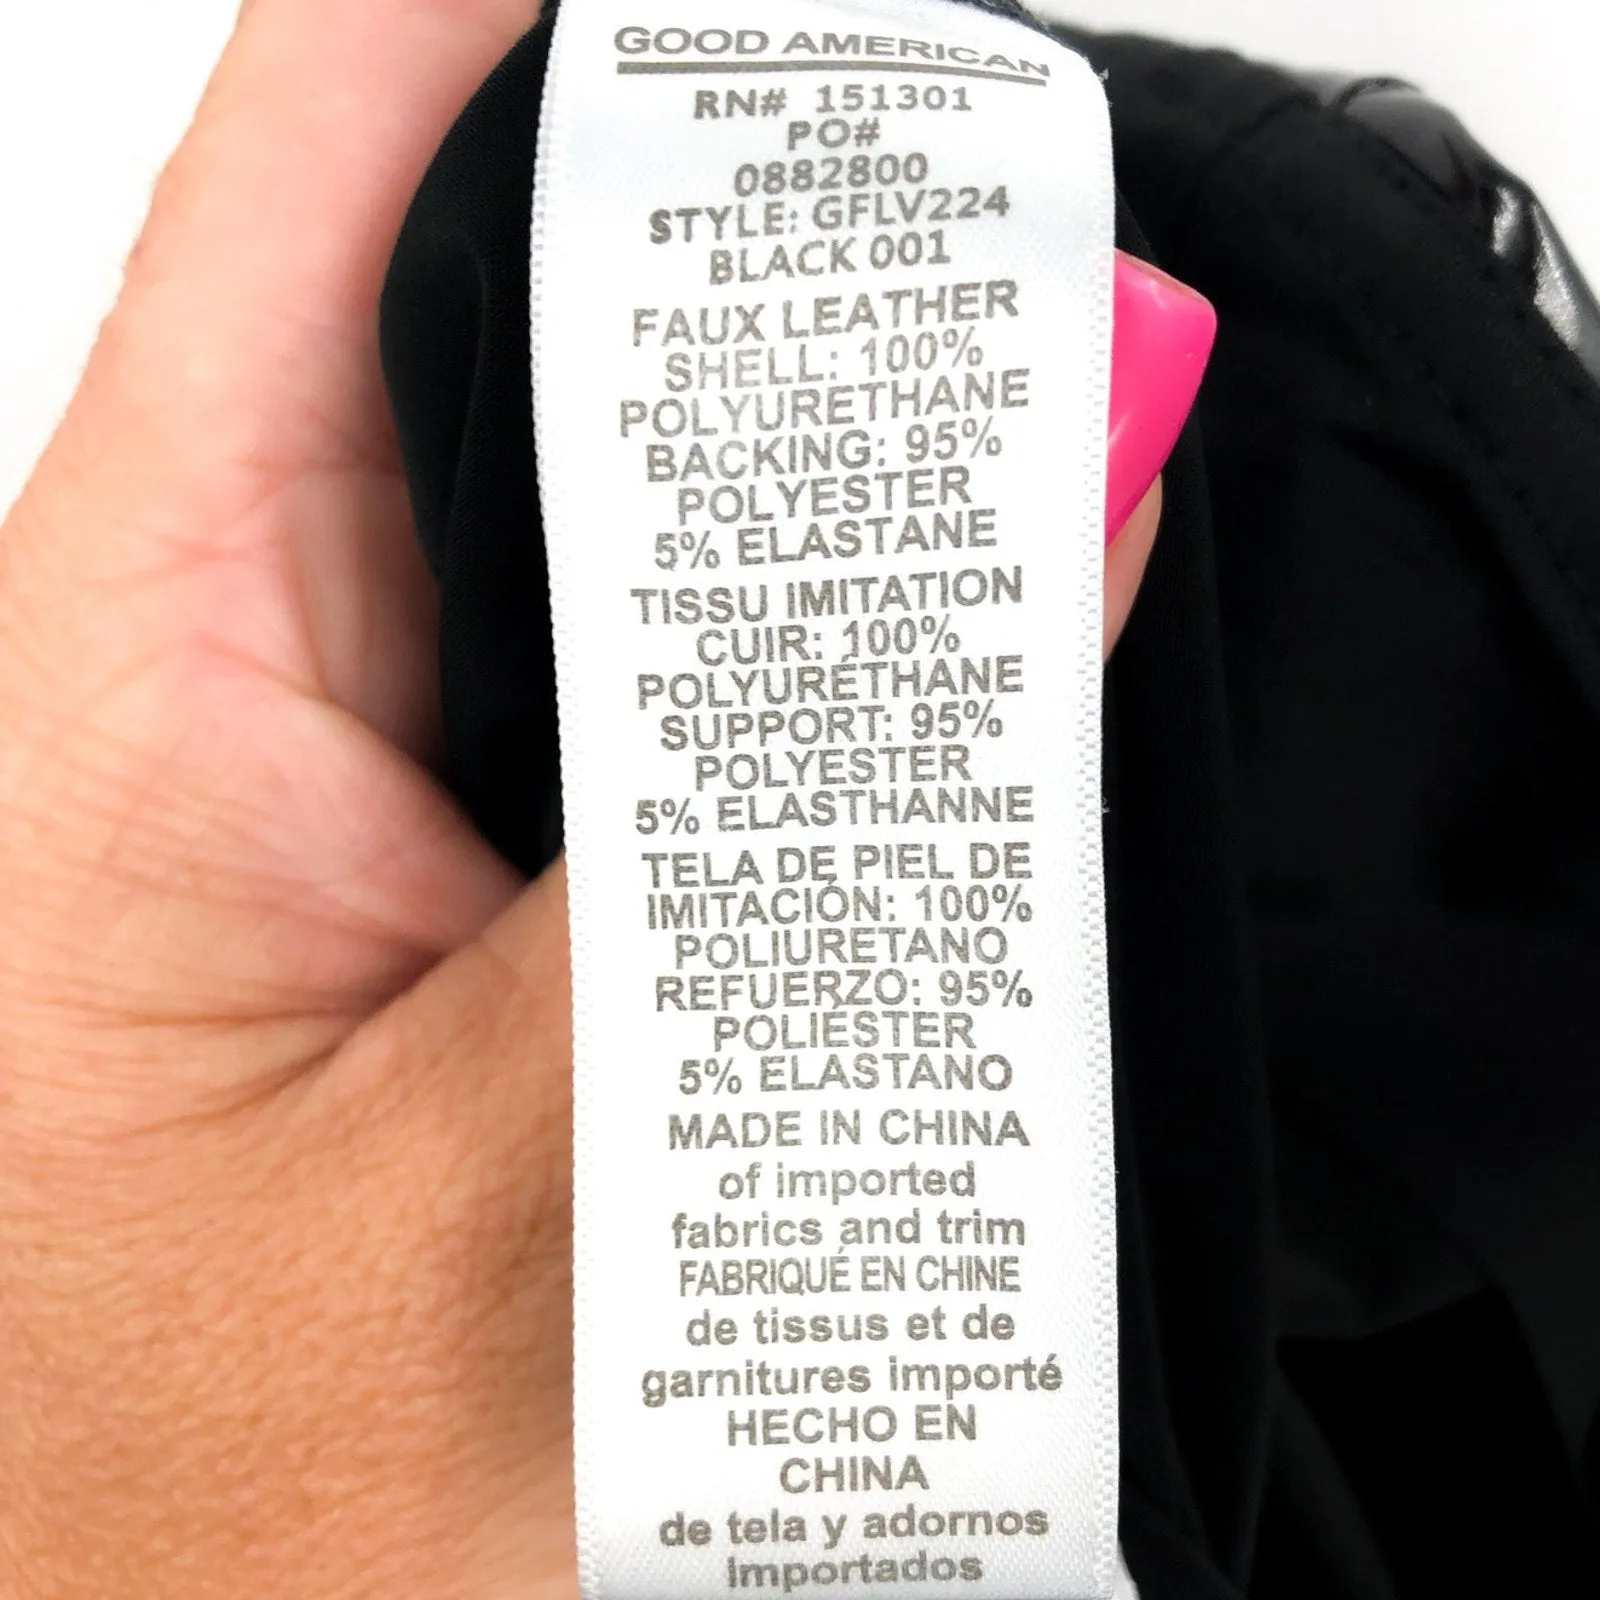 GOOD AMERICAN
RN# 151301
PO#
0882800
STYLE: GFLV224
BLACK 001
FAUX LEATHER
SHELL: 100%
POLYURETHANE
BACKING: 95%
POLYESTER
5% ELASTANE
TISSU IMITATION
CUIR: 100%
POLYURÉTHANE
SUPPORT: 95%
POLYESTER
5% ELASTHANNE
TELA DE PIEL DE
IMITACIÓN: 100%
POLIURETANO
REFUERZO: 95%
POLIÉSTER
5% ELASTANO
MADE IN CHINA
of imported
fabrics and trim
FABRIQUÉ EN CHINE
de tissus et de
garnitures importé
HECHO EN
CHINA
de tela y adornos
Importados